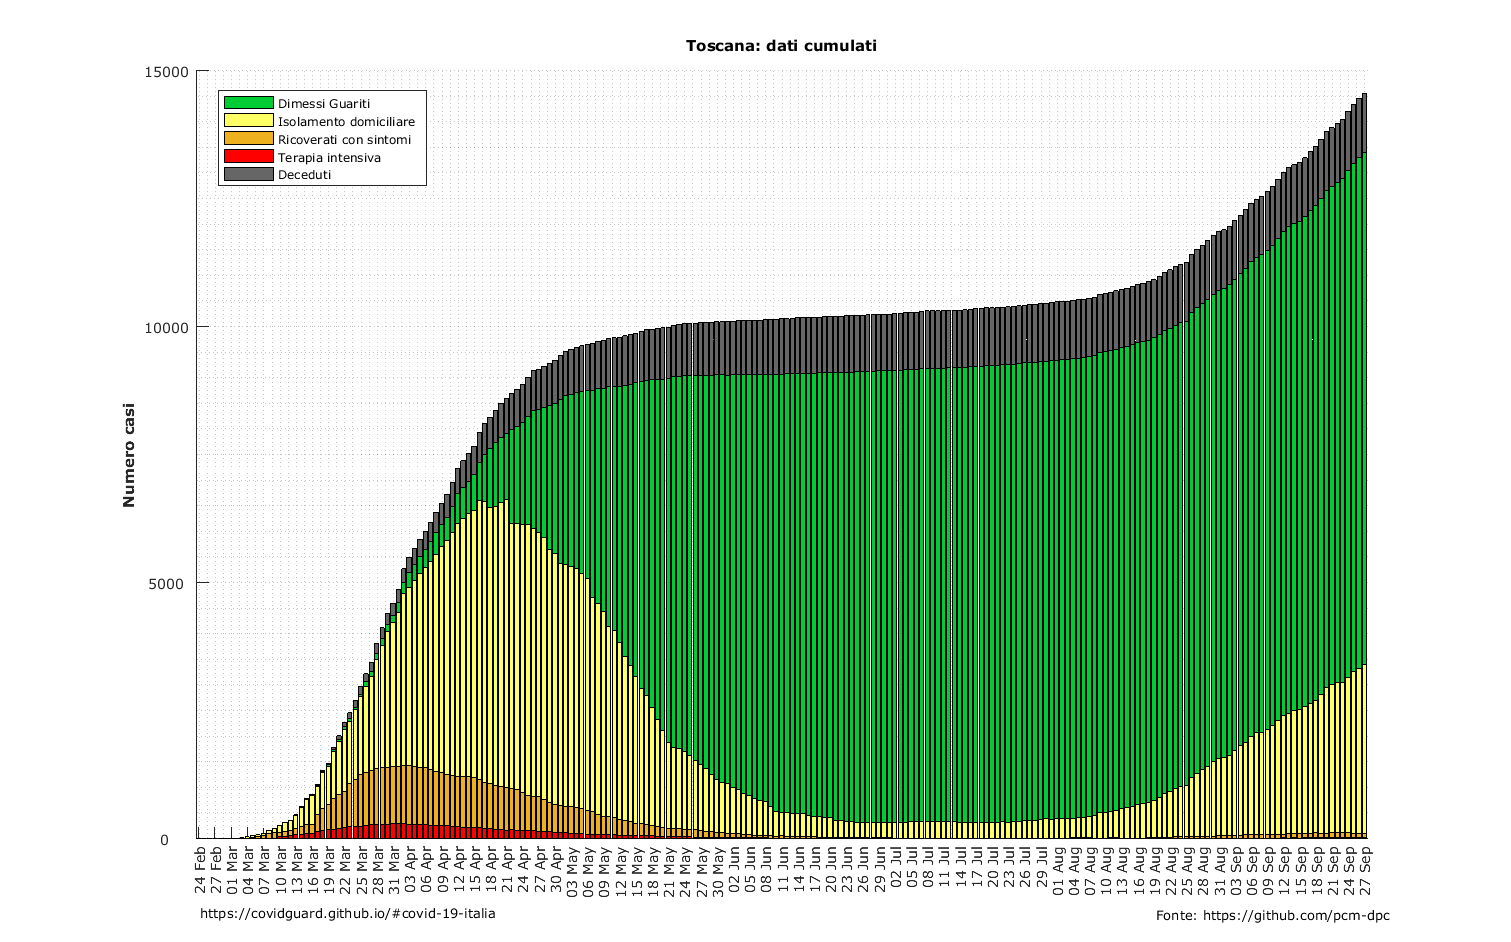 Toscana: dati cumulati
15000
10000
5000
0
Numero casi
Dimessi Guariti
Isolamento domiciliare
Ricoverati con sintomi
Terapia intensiva
Deceduti
24 Feb
27 Feb
01 Mar
04 Mar
07 Mar
10 Mar
13 Mar
16 Mar
19 Mar
22 Mar
25 Mar
28 Mar
31 Mar
03 Apr
06 Apr
09 Apr
12 Apr
15 Apr
18 Apr
21 Apr
24 Apr
27 Apr
30 Apr
03 May
06 May
09 May
12 May
15 May
18 May
21 May
24 May
27 May
30 May
02 Jun
05 Jun
08 Jun
11 Jun
14 Jun
17 Jun
20 Jun
23 Jun
26 Jun
29 Jun
02 Jul
05 Jul
08 Jul
11 Jul
14 Jul
17 Jul
20 Jul
23 Jul
26 Jul
29 Jul
01 Aug
04 Aug
07 Aug
10 Aug
13 Aug
16 Aug
19 Aug
22 Aug
25 Aug
28 Aug
31 Aug
03 Sep
06 Sep
09 Sep
12 Sep
15 Sep
18 Sep
21 Sep
24 Sep
27 Sep
https://covidguard.github.io/#covid-19-italia
Fonte: https://github.com/pcm-dpc